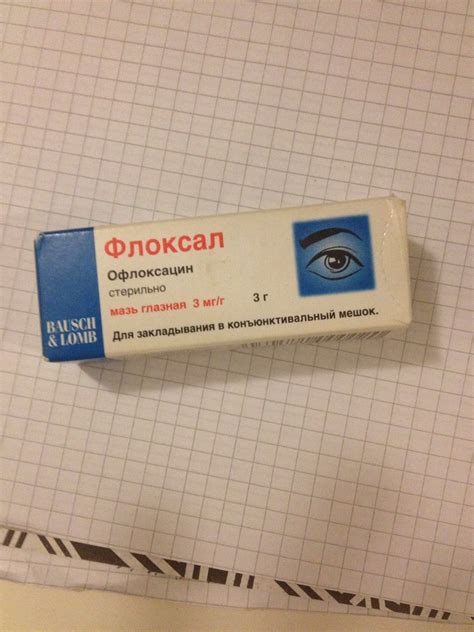 Флоксал
Офлоксацин
стерильно
мазь глазная 3 мг/г 3 г
Для закладывания в конъюнктивальный мешок.
BAUSCH
& LOMB